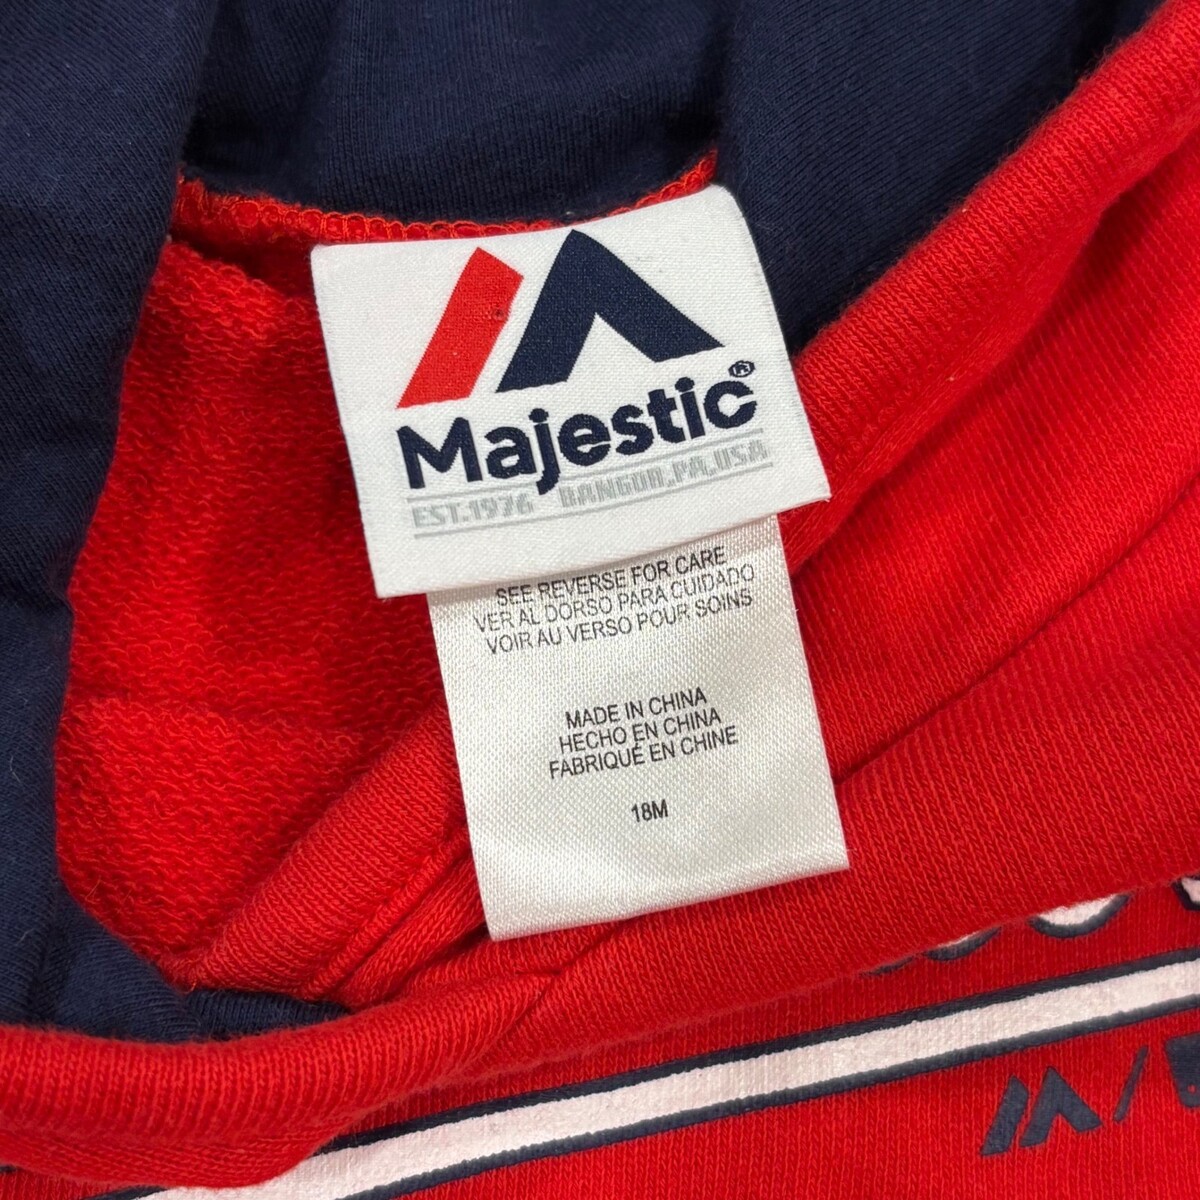 Majestic®
EST.1976 BANGOR,PA,USA
SEE REVERSE FOR CARE
VER AL DORSO PARA CUIDADO
VOIR AU VERSO POUR SOINS
MADE IN CHINA
HECHO EN CHINA
FABRIQUÉ EN CHINE
18M